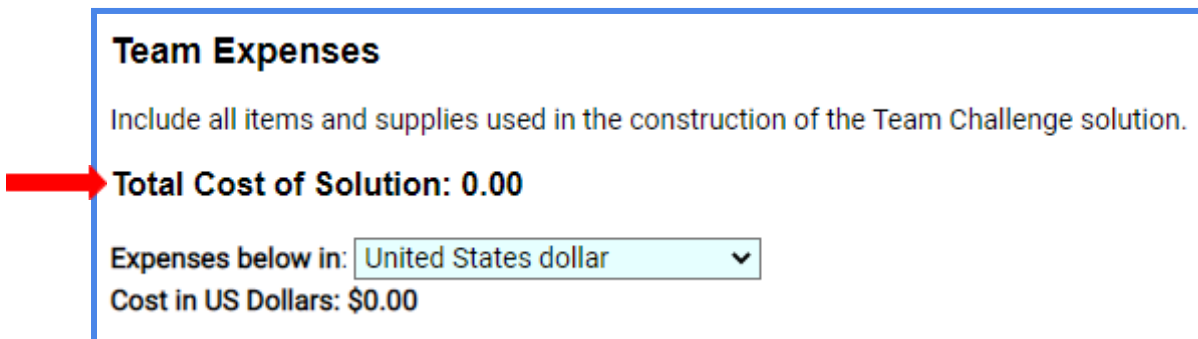 Team Expenses
Include all items and supplies used in the construction of the Team Challenge solution.
Total Cost of Solution: 0.00
Expenses below in: United States dollar
Cost in US Dollars: $0.00